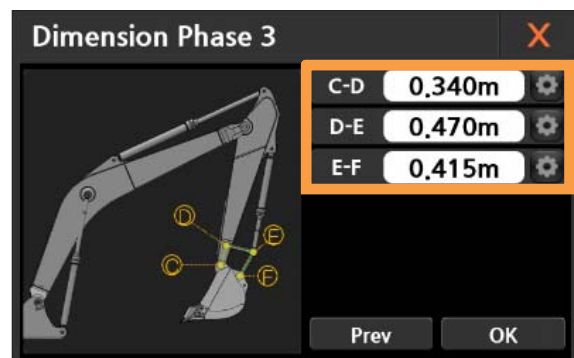 Dimension Phase 3 X
C-D 0.340m
D-E 0.470m
E-F 0.415m
D
E
C
F
Prev OK